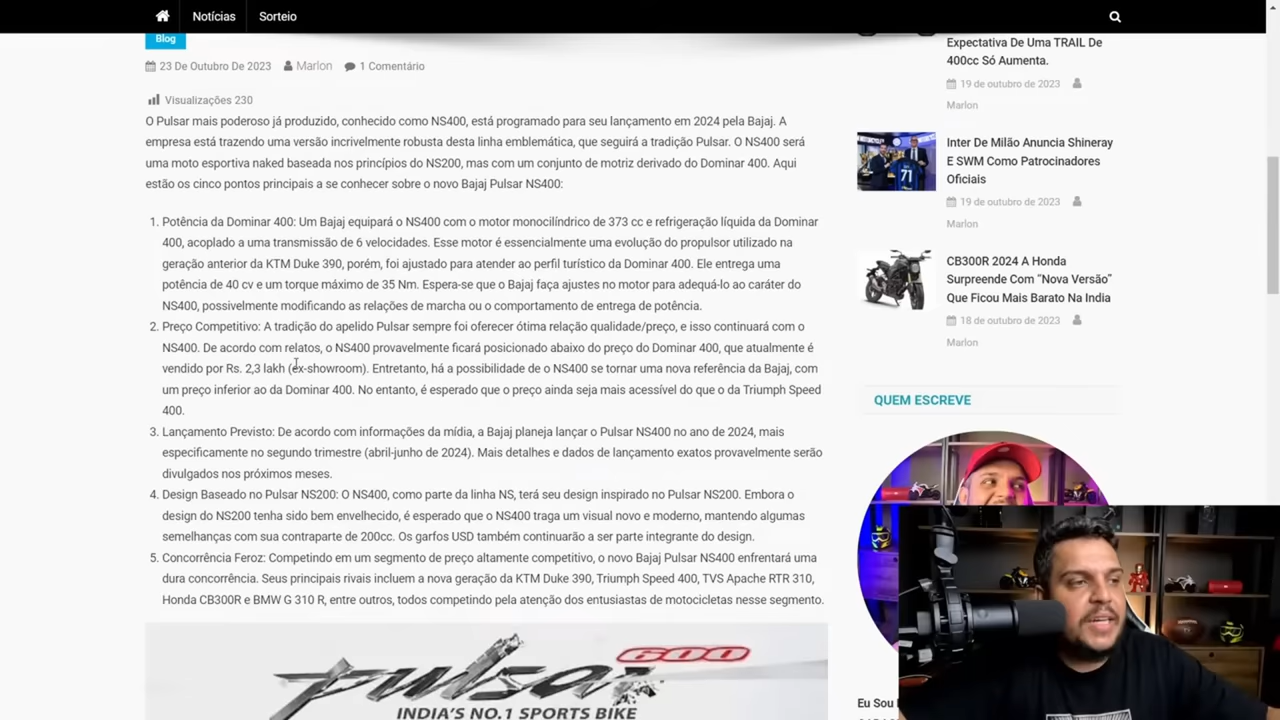 Notícias
Sorteio
Blog
23 De Outubro De 2023
Marlon
1 Comentário
Visualizações 230
O Pulsar mais poderoso já produzido, conhecido como NS400, está programado para seu lançamento em 2024 pela Bajaj. A
empresa está trazendo uma versão incrivelmente robusta desta linha emblemática, que seguirá a tradição Pulsar. O NS400 será
uma moto esportiva naked baseada nos princípios do NS200, mas com um conjunto de motriz derivado do Dominar 400. Aqui
estão os cinco pontos principais a se conhecer sobre o novo Bajaj Pulsar NS400:
1. Potência da Dominar 400: Um Bajaj equipará o NS400 com o motor monocilíndrico de 373 cc e refrigeração líquida da Dominar
400, acoplado a uma transmissão de 6 velocidades. Esse motor é essencialmente uma evolução do propulsor utilizado na
geração anterior da KTM Duke 390, porém, foi ajustado para atender ao perfil turístico da Dominar 400. Ele entrega uma
potência de 40 cv e um torque máximo de 35 Nm. Espera-se que o Bajaj faça ajustes no motor para adequá-lo ao caráter do
NS400, possivelmente modificando as relações de marcha ou o comportamento de entrega de potência.
2. Preço Competitivo: A tradição do apelido Pulsar sempre foi oferecer ótima relação qualidade/preço, e isso continuará com o
NS400. De acordo com relatos, o NS400 provavelmente ficará posicionado abaixo do preço do Dominar 400, que atualmente é
vendido por Rs. 2,3 lakh (ex-showroom). Entretanto, há a possibilidade de o NS400 se tornar uma nova referência da Bajaj, com
um preço inferior ao da Dominar 400. No entanto, é esperado que o preço ainda seja mais acessível do que o da Triumph Speed
400.
3. Lançamento Previsto: De acordo com informações da mídia, a Bajaj planeja lançar o Pulsar NS400 no ano de 2024, mais
especificamente no segundo trimestre (abril-junho de 2024). Mais detalhes e dados de lançamento exatos provavelmente serão
divulgados nos próximos meses.
4. Design Baseado no Pulsar NS200: O NS400, como parte da linha NS, terá seu design inspirado no Pulsar NS200. Embora o
design do NS200 tenha sido bem envelhecido, é esperado que o NS400 traga um visual novo e moderno, mantendo algumas
semelhanças com sua contraparte de 200cc. Os garfos USD também continuarão a ser parte integrante do design.
5. Concorrência Feroz: Competindo em um segmento de preço altamente competitivo, o novo Bajaj Pulsar NS400 enfrentará uma
dura concorrência. Seus principais rivais incluem a nova geração da KTM Duke 390, Triumph Speed 400, TVS Apache RTR 310,
Honda CB300R e BMW G 310 R, entre outros, todos competindo pela atenção dos entusiastas de motocicletas nesse segmento.
pulsar 600
INDIA'S NO.1 SPORTS BIKE
Expectativa De Uma TRAIL De
400cc Só Aumenta.
19 de outubro de 2023
Marlon
71
Inter De Milão Anuncia Shineray
E SWM Como Patrocinadores
Oficiais
19 de outubro de 2023
Marlon
CB300R 2024 A Honda
Surpreende Com “Nova Versão”
Que Ficou Mais Barato Na India
18 de outubro de 2023
Marlon
QUEM ESCREVE
Eu Sou